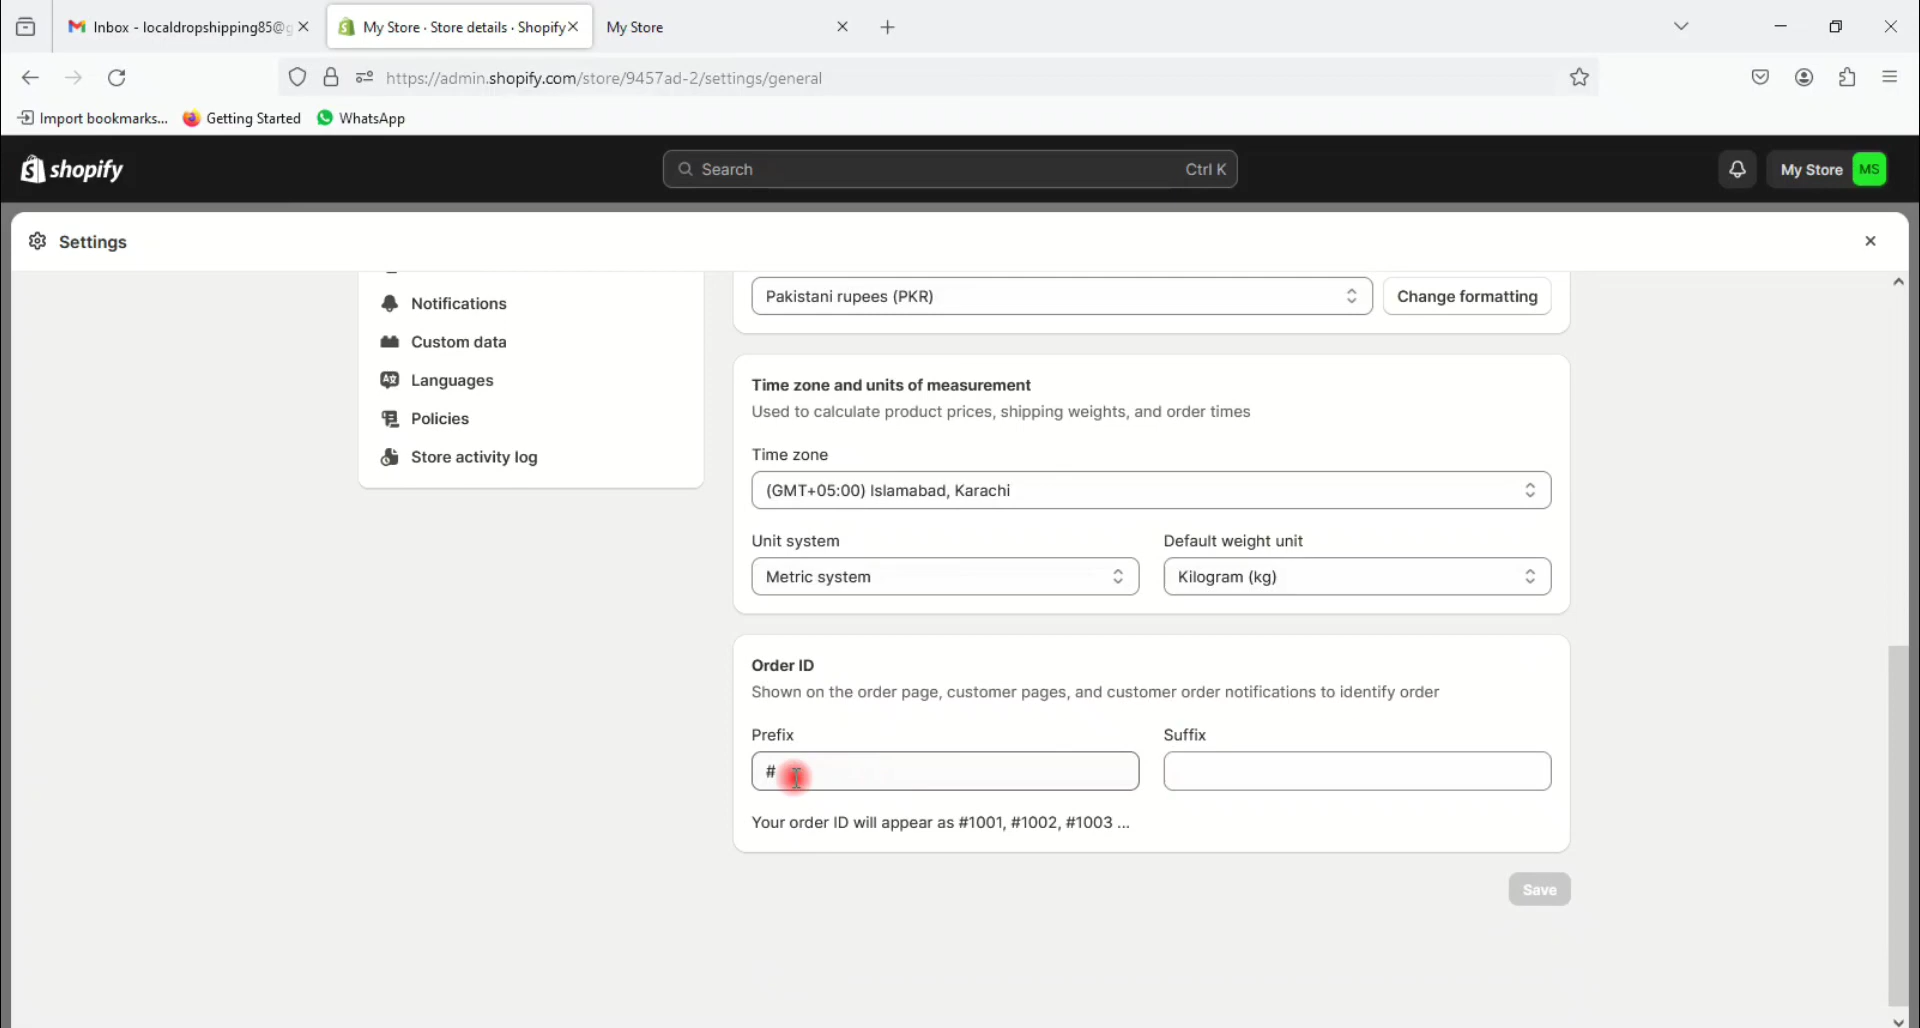 Inbox - localdropshipping85@g
My Store · Store details · Shopify
My Store
https://admin.shopify.com/store/9457ad-2/settings/general
Import bookmarks...
Getting Started
WhatsApp
shopify
Search
Ctrl K
My Store
MS
Settings
Notifications
Custom data
Languages
Policies
Store activity log
Pakistani rupees (PKR)
Change formatting
Time zone and units of measurement
Used to calculate product prices, shipping weights, and order times
Time zone
(GMT+05:00) Islamabad, Karachi
Unit system
Default weight unit
Metric system
Kilogram (kg)
Order ID
Shown on the order page, customer pages, and customer order notifications to identify order
Prefix
Suffix
#
Your order ID will appear as #1001, #1002, #1003 ...
Save